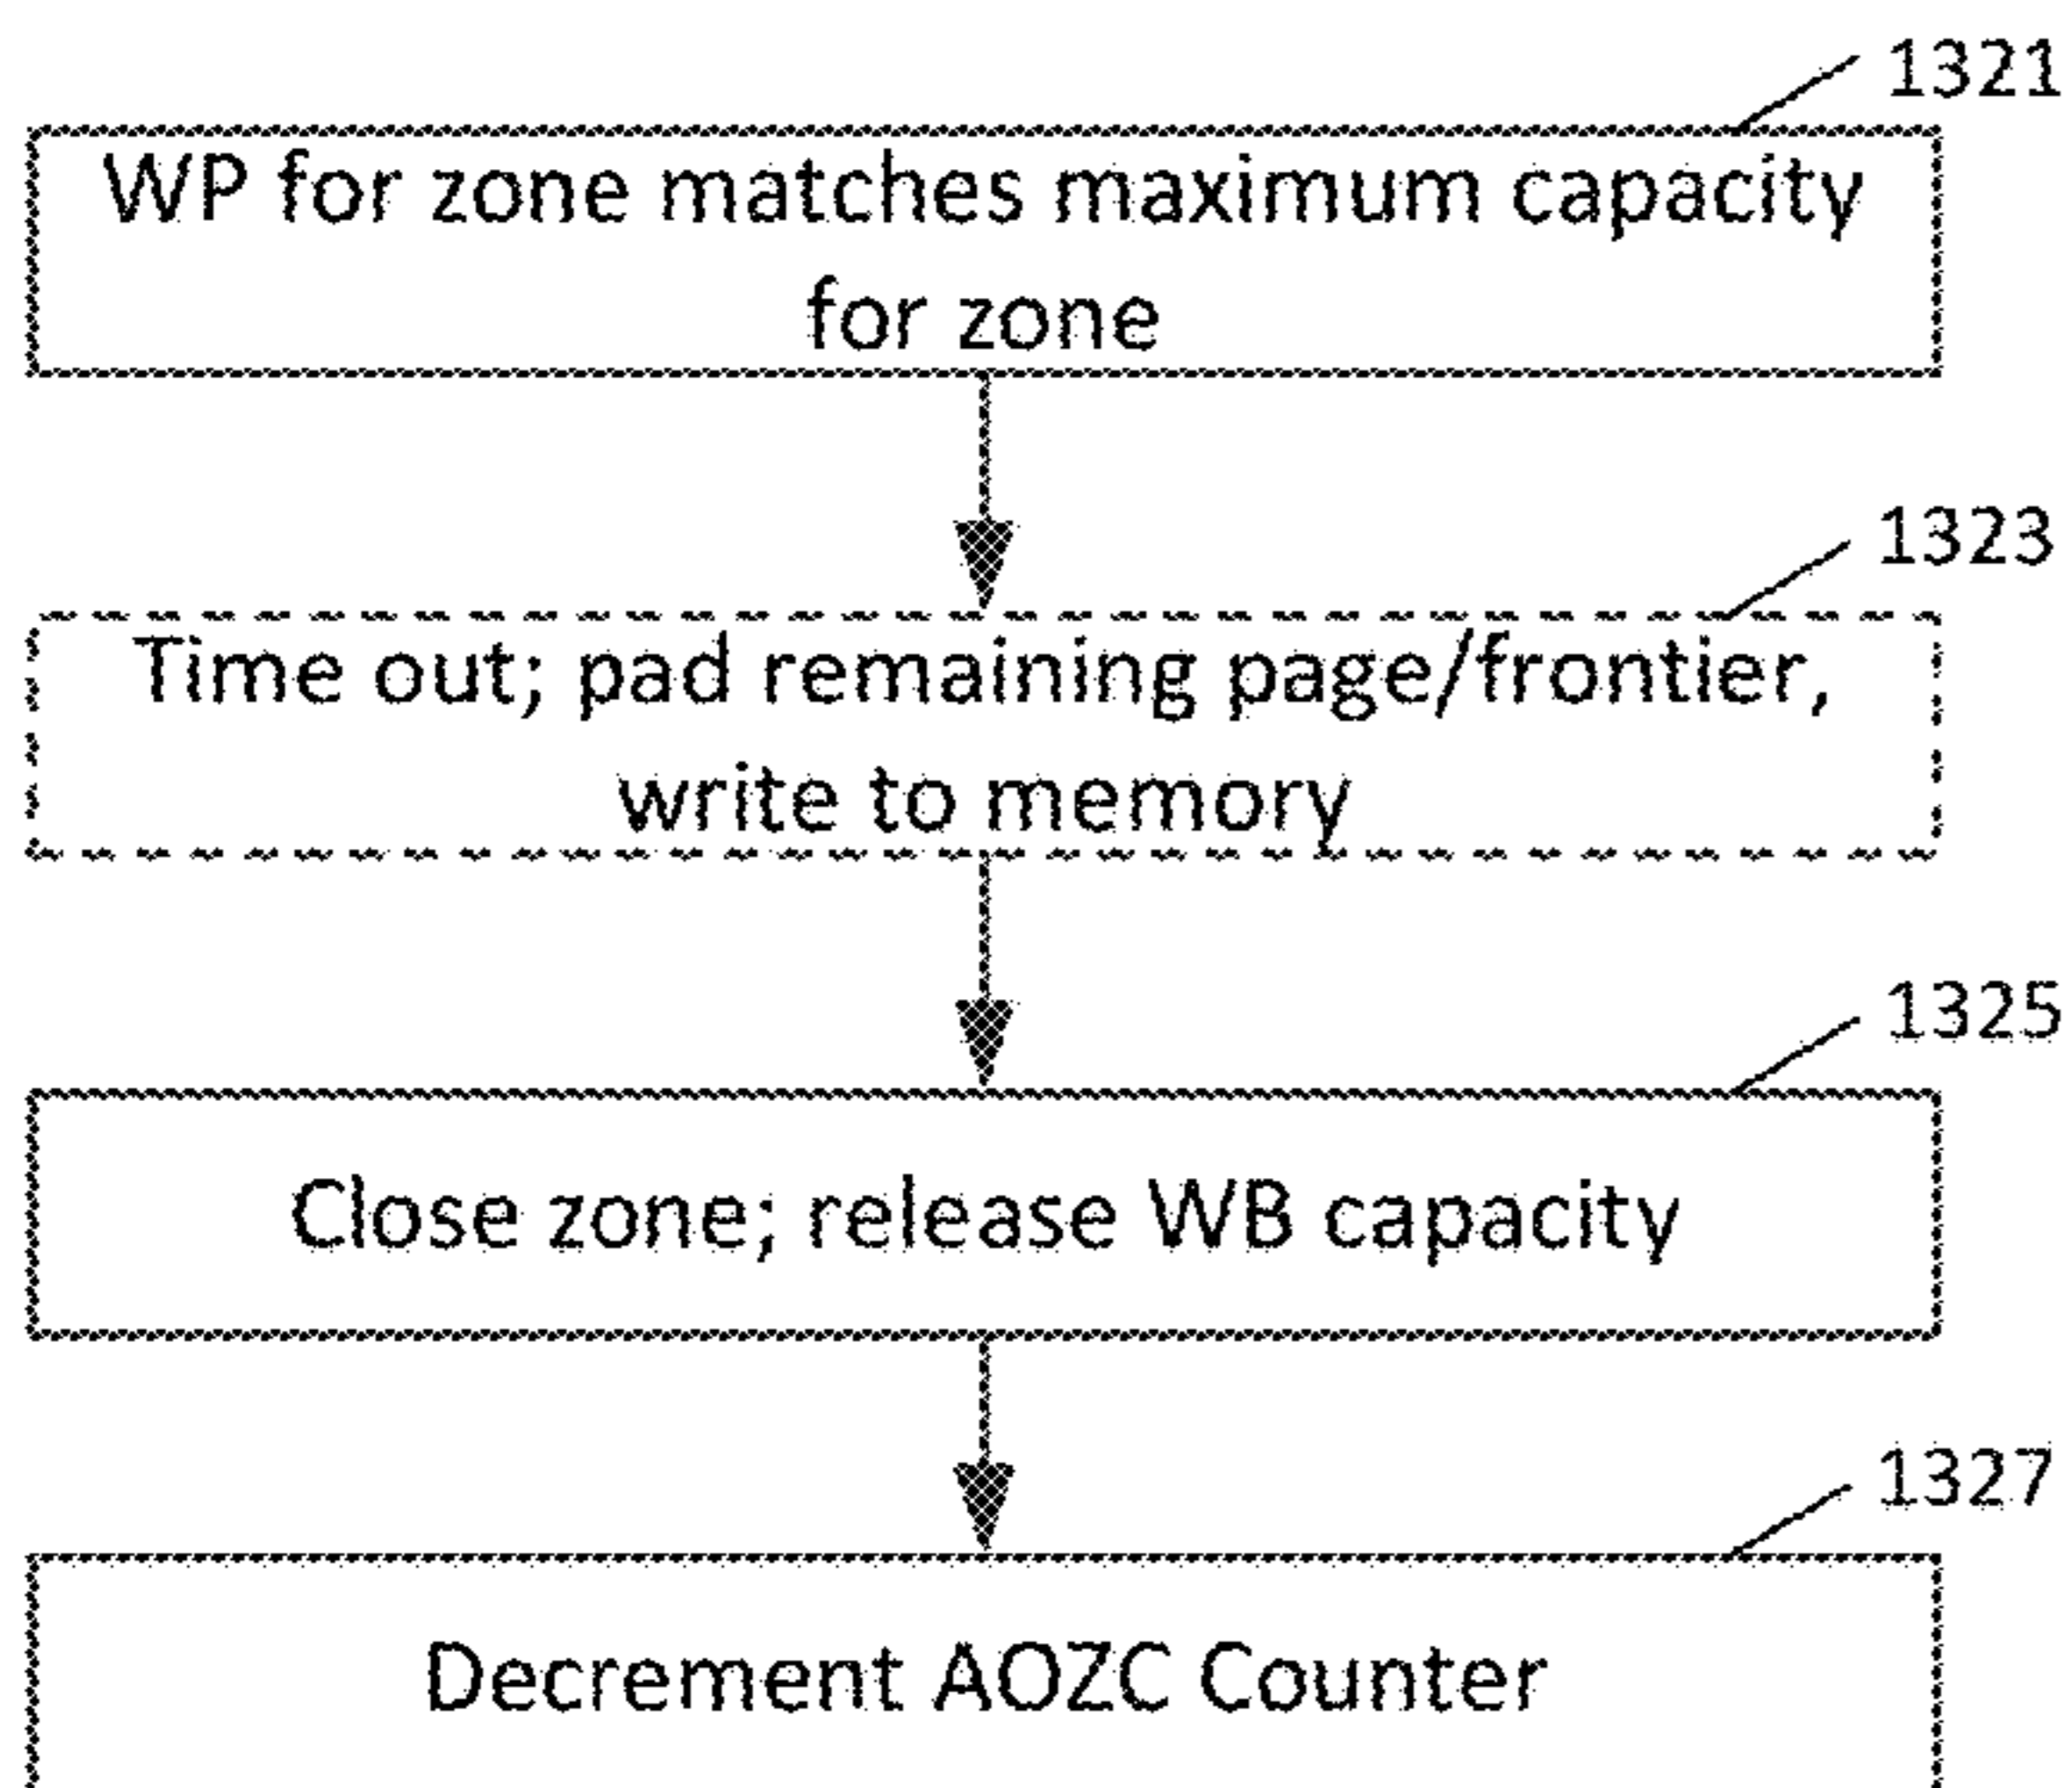 1321
WP for zone matches maximum capacity
for zone
1323
Time out; pad remaining page/frontier,
write to memory
1325
Close zone; release WB capacity
1327
Decrement AOZC Counter